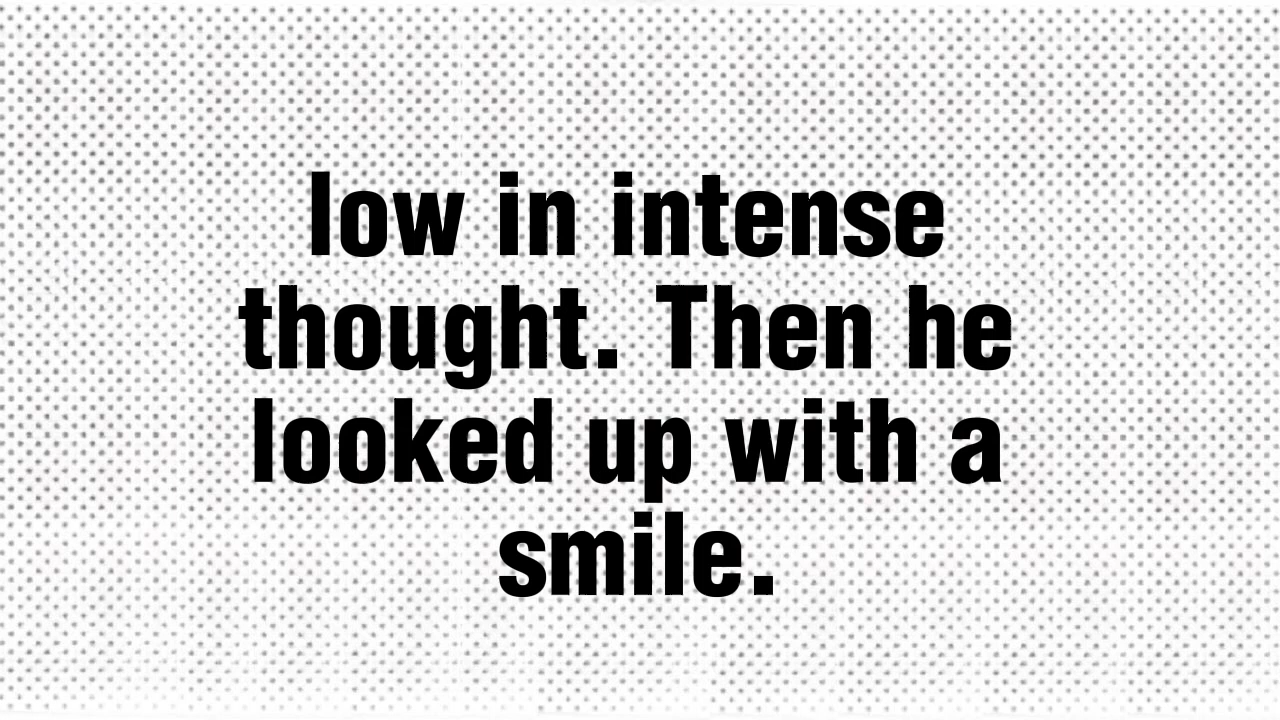 low in intense
thought. Then he
looked up with a
smile.